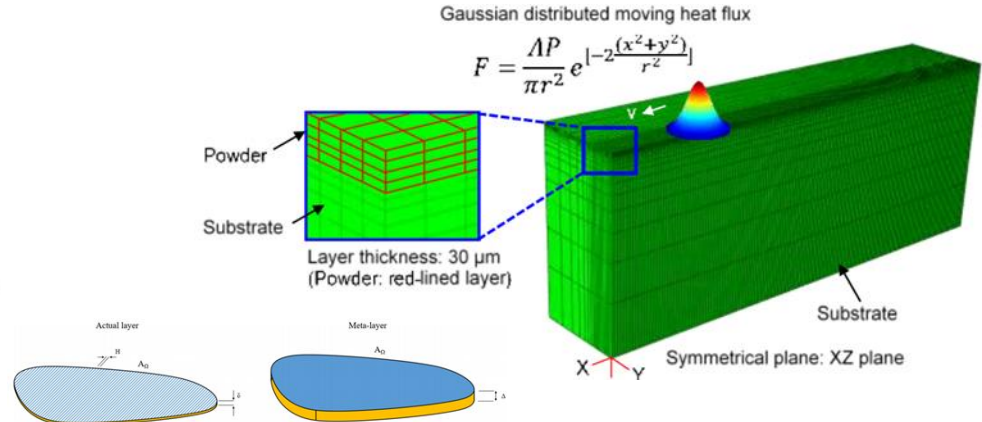 Gaussian distributed moving heat flux
F = ΛP/πr² e^[-2(x²+y²)/r²]
v
Powder
Substrate
Layer thickness: 30 μm
(Powder: red-lined layer)
Substrate
X
Y
Symmetrical plane: XZ plane
Actual layer
H
A₀
δ
Meta-layer
A₀
Δ